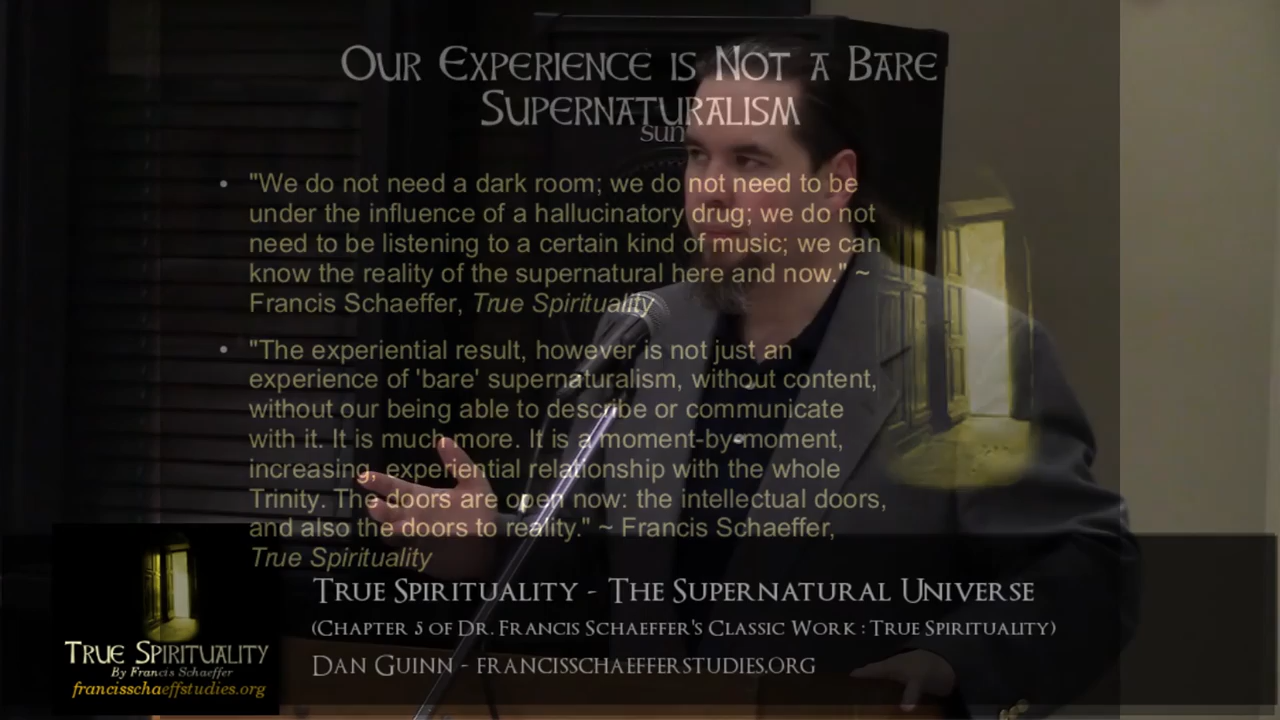 Our Experience is Not a Bare
Supernaturalism
sun
• "We do not need a dark room; we do not need to be
under the influence of a hallucinatory drug; we do not
need to be listening to a certain kind of music; we can
know the reality of the supernatural here and now." ~
Francis Schaeffer, True Spirituality
• "The experiential result, however is not just an
experience of 'bare' supernaturalism, without content,
without our being able to describe or communicate
with it. It is much more. It is a moment-by-moment,
increasing, experiential relationship with the whole
Trinity. The doors are open now: the intellectual doors,
and also the doors to reality." ~ Francis Schaeffer,
True Spirituality
True Spirituality - The Supernatural Universe
(Chapter 5 of Dr. Francis Schaeffer's Classic Work : True Spirituality)
Dan Guinn - francisschaefferstudies.org
True Spirituality
By Francis Schaeffer
francisschaeffstudies.org